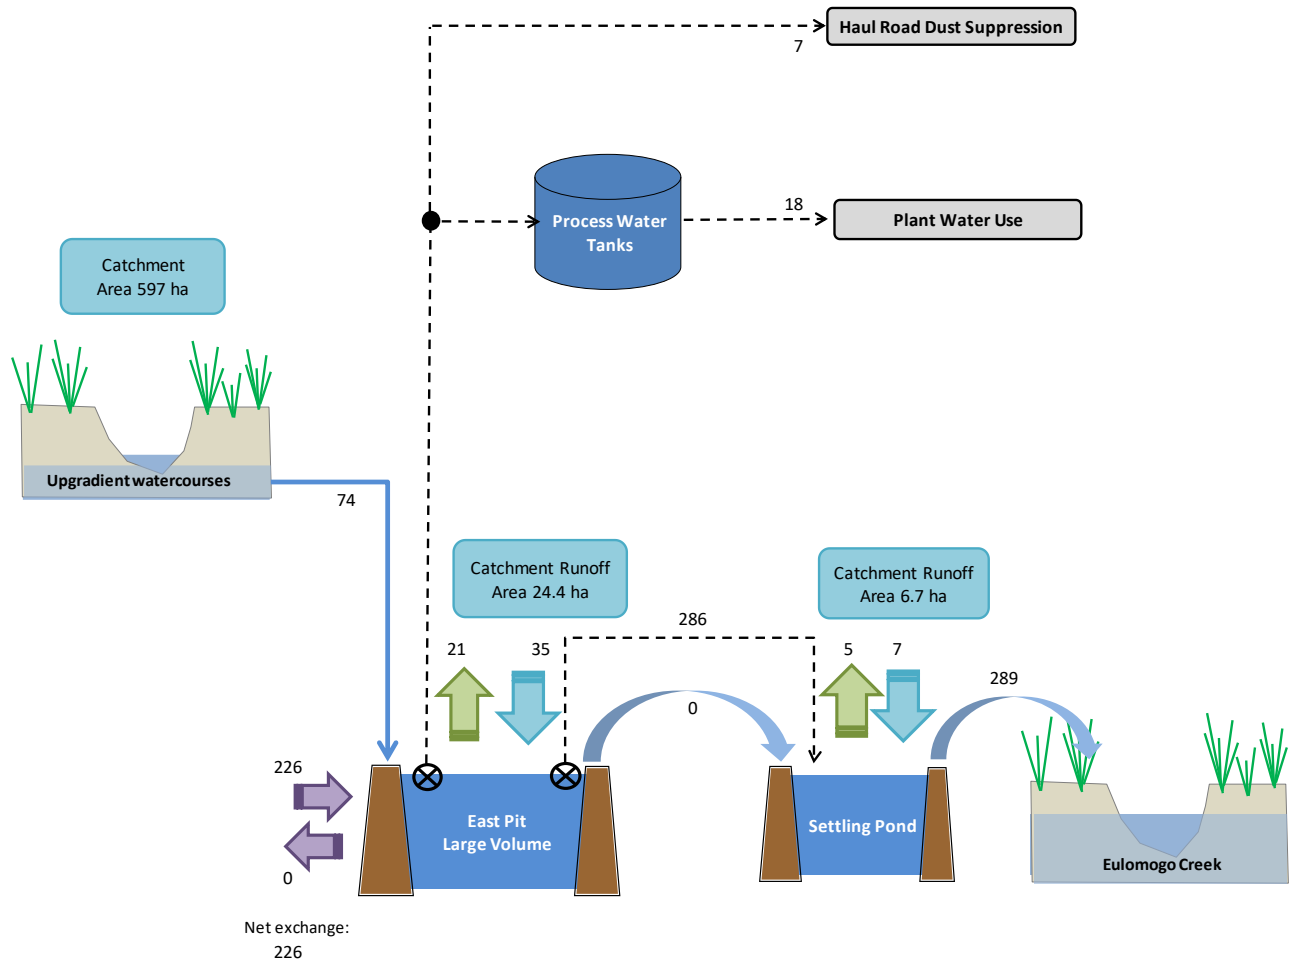 Haul Road Dust Suppression
7
Process Water
Tanks
18
Plant Water Use
Catchment
Area 597 ha
Upgradient watercourses
74
Catchment Runoff
Area 24.4 ha
Catchment Runoff
Area 6.7 ha
286
21
35
5
7
289
0
226
0
East Pit
Large Volume
Settling Pond
Eulomogo Creek
Net exchange:
226